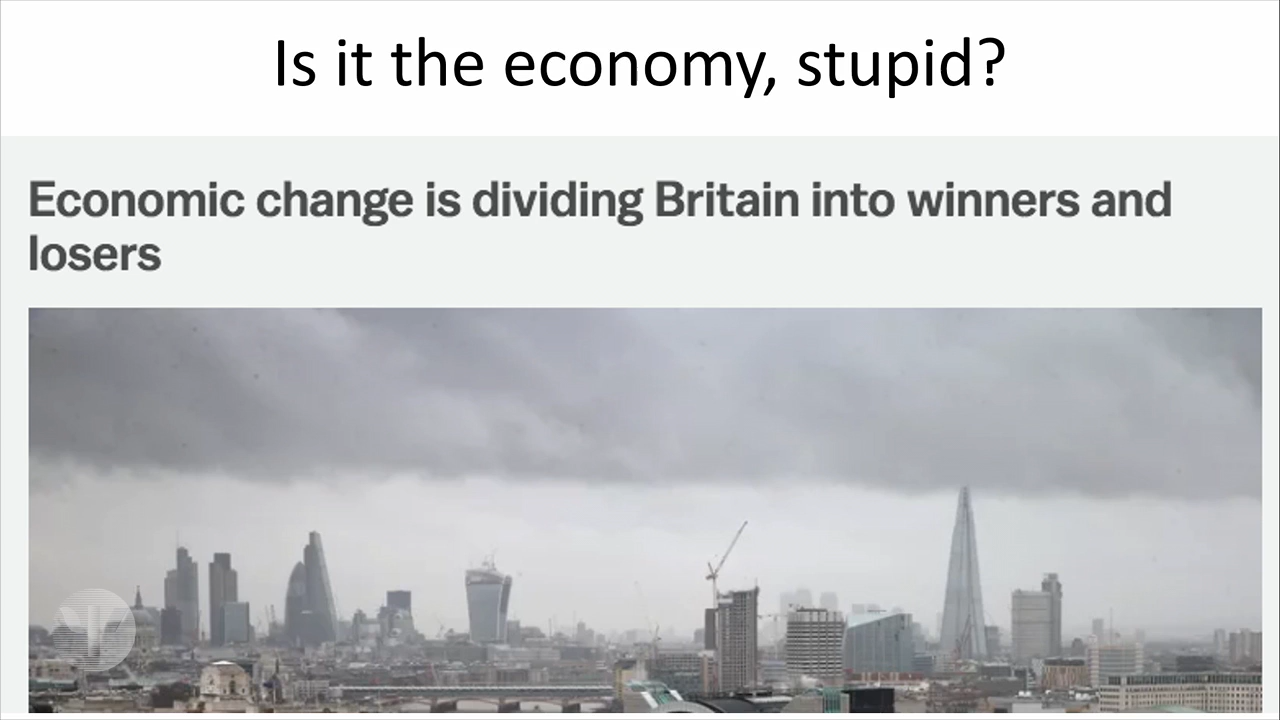 Is it the economy, stupid?
Economic change is dividing Britain into winners and
losers